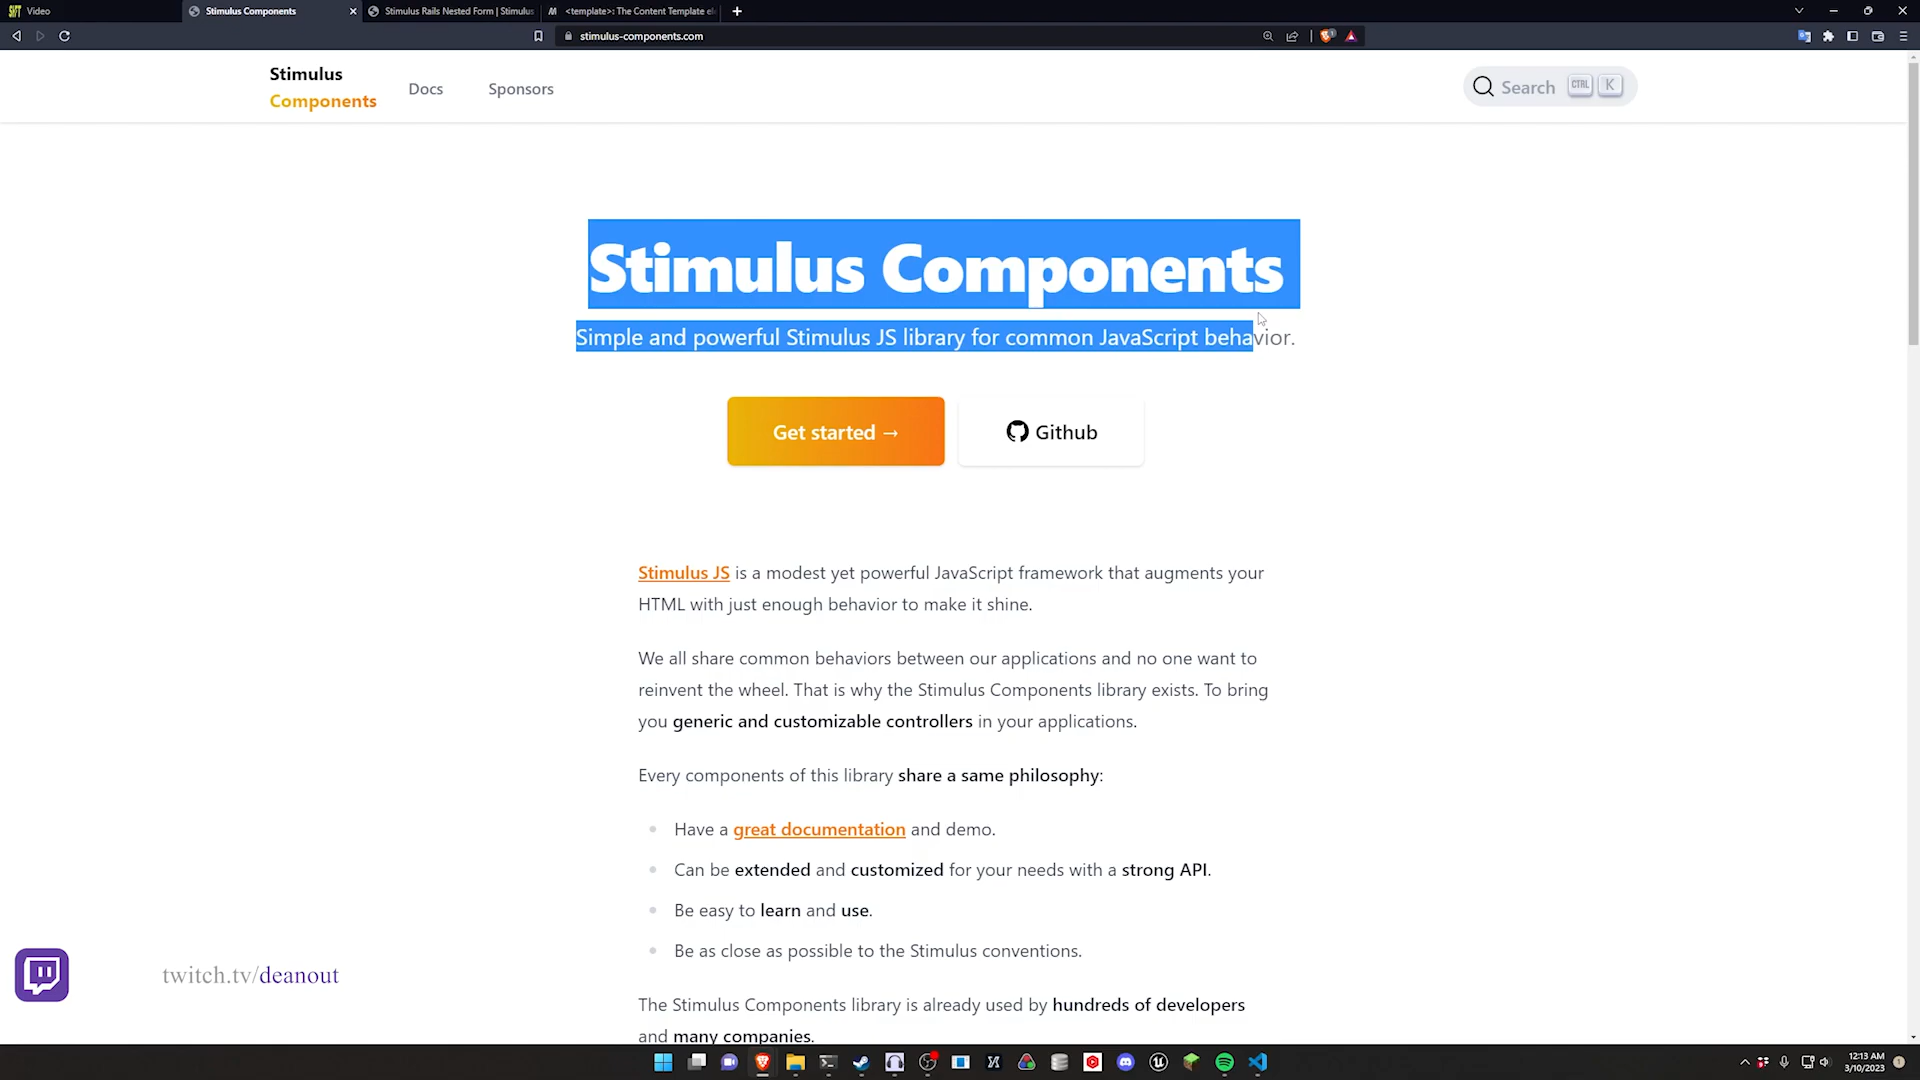 Video
Stimulus Components
Stimulus Rails Nested Form | Stimulus
<template>: The Content Template el
stimulus-components.com
Stimulus
Components
Docs
Sponsors
Search CTRL K
Stimulus Components
Simple and powerful Stimulus JS library for common JavaScript behavior.
Get started →
Github
Stimulus JS is a modest yet powerful JavaScript framework that augments your
HTML with just enough behavior to make it shine.
We all share common behaviors between our applications and no one want to
reinvent the wheel. That is why the Stimulus Components library exists. To bring
you generic and customizable controllers in your applications.
Every components of this library share a same philosophy:
Have a great documentation and demo.
Can be extended and customized for your needs with a strong API.
Be easy to learn and use.
Be as close as possible to the Stimulus conventions.
The Stimulus Components library is already used by hundreds of developers
and many companies.
twitch.tv/deanout
12:13 AM
3/10/2023